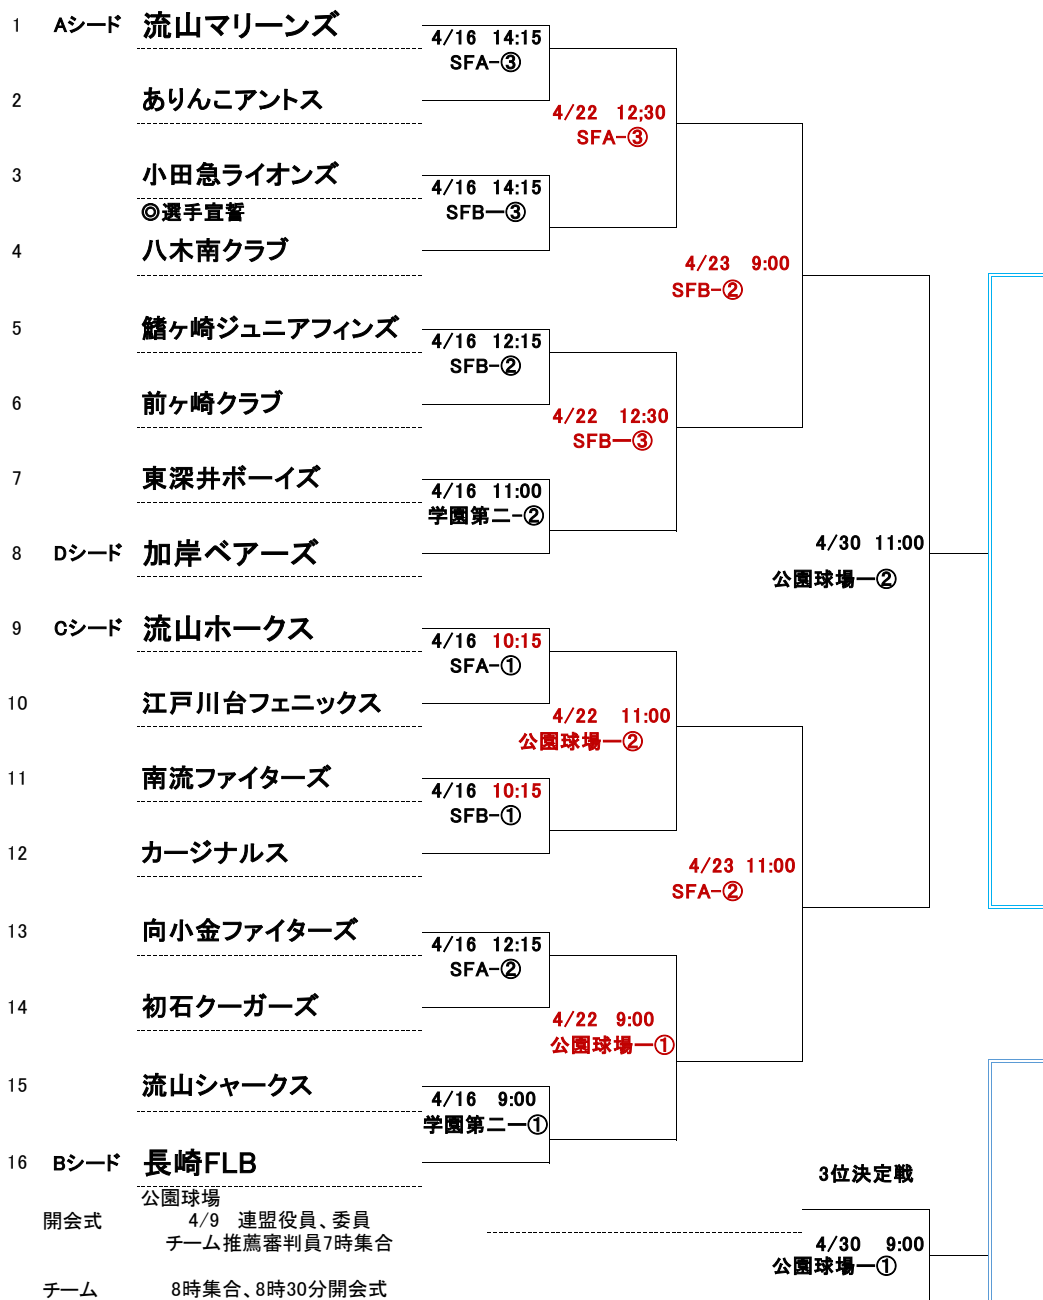 1 Aシード 流山マリーンズ
4/16 14:15
SFA-③
2 ありんこアントス
4/22 12;30
SFA-③
3 小田急ライオンズ
4/16 14:15
◎選手宣誓
SFB一③
4 八木南クラブ
4/23 9:00
SFB-②
5 鰭ヶ崎ジュニアフィンズ
4/16 12:15
SFB-②
6 前ヶ崎クラブ
4/22 12:30
SFB一③
7 東深井ボーイズ
4/16 11:00
学園第二-②
8 Dシード 加岸ベアーズ
4/30 11:00
公園球場一②
9 Cシード 流山ホークス
4/16 10:15
SFA-①
10 江戸川台フェニックス
4/22 11:00
公園球場一②
11 南流ファイターズ
4/16 10:15
SFB-①
12 カージナルス
4/23 11:00
SFA-②
13 向小金ファイターズ
4/16 12:15
SFA-②
14 初石クーガーズ
4/22 9:00
公園球場一①
15 流山シャークス
4/16 9:00
学園第二一①
16 Bシード 長崎FLB
3位決定戦
公園球場
開会式 4/9 連盟役員、委員
チーム推薦審判員7時集合
4/30 9:00
公園球場一①
チーム 8時集合、8時30分開会式